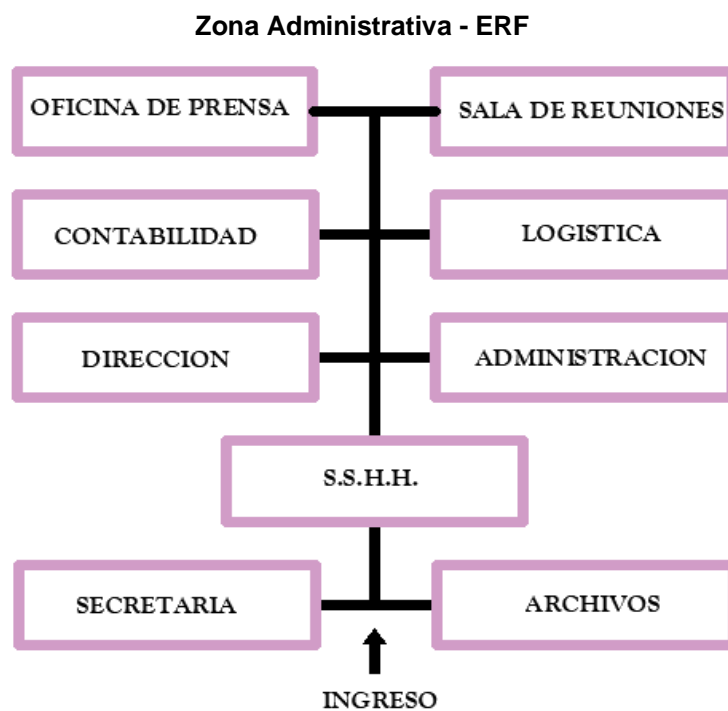 Zona Administrativa - ERF
OFICINA DE PRENSA
SALA DE REUNIONES
CONTABILIDAD
LOGISTICA
DIRECCION
ADMINISTRACION
S.S.H.H.
SECRETARIA
ARCHIVOS
INGRESO